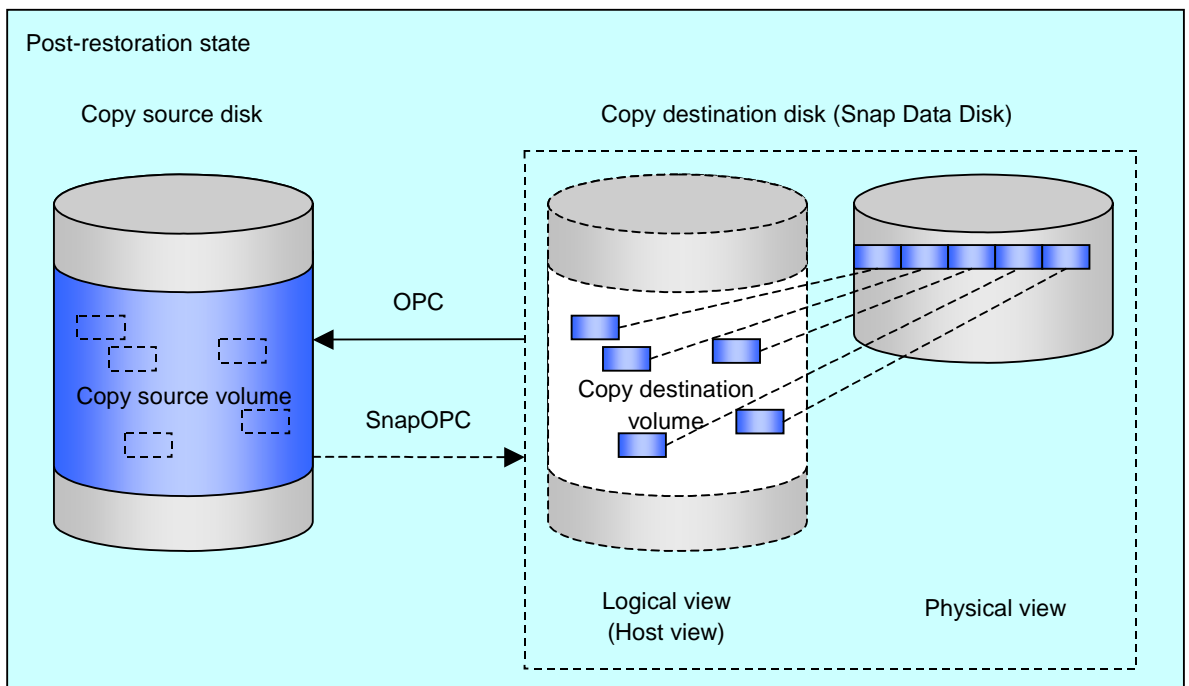 Post-restoration state
Copy source disk
Copy destination disk (Snap Data Disk)
OPC
Copy source volume
SnapOPC
Copy destination
volume
Logical view
(Host view)
Physical view